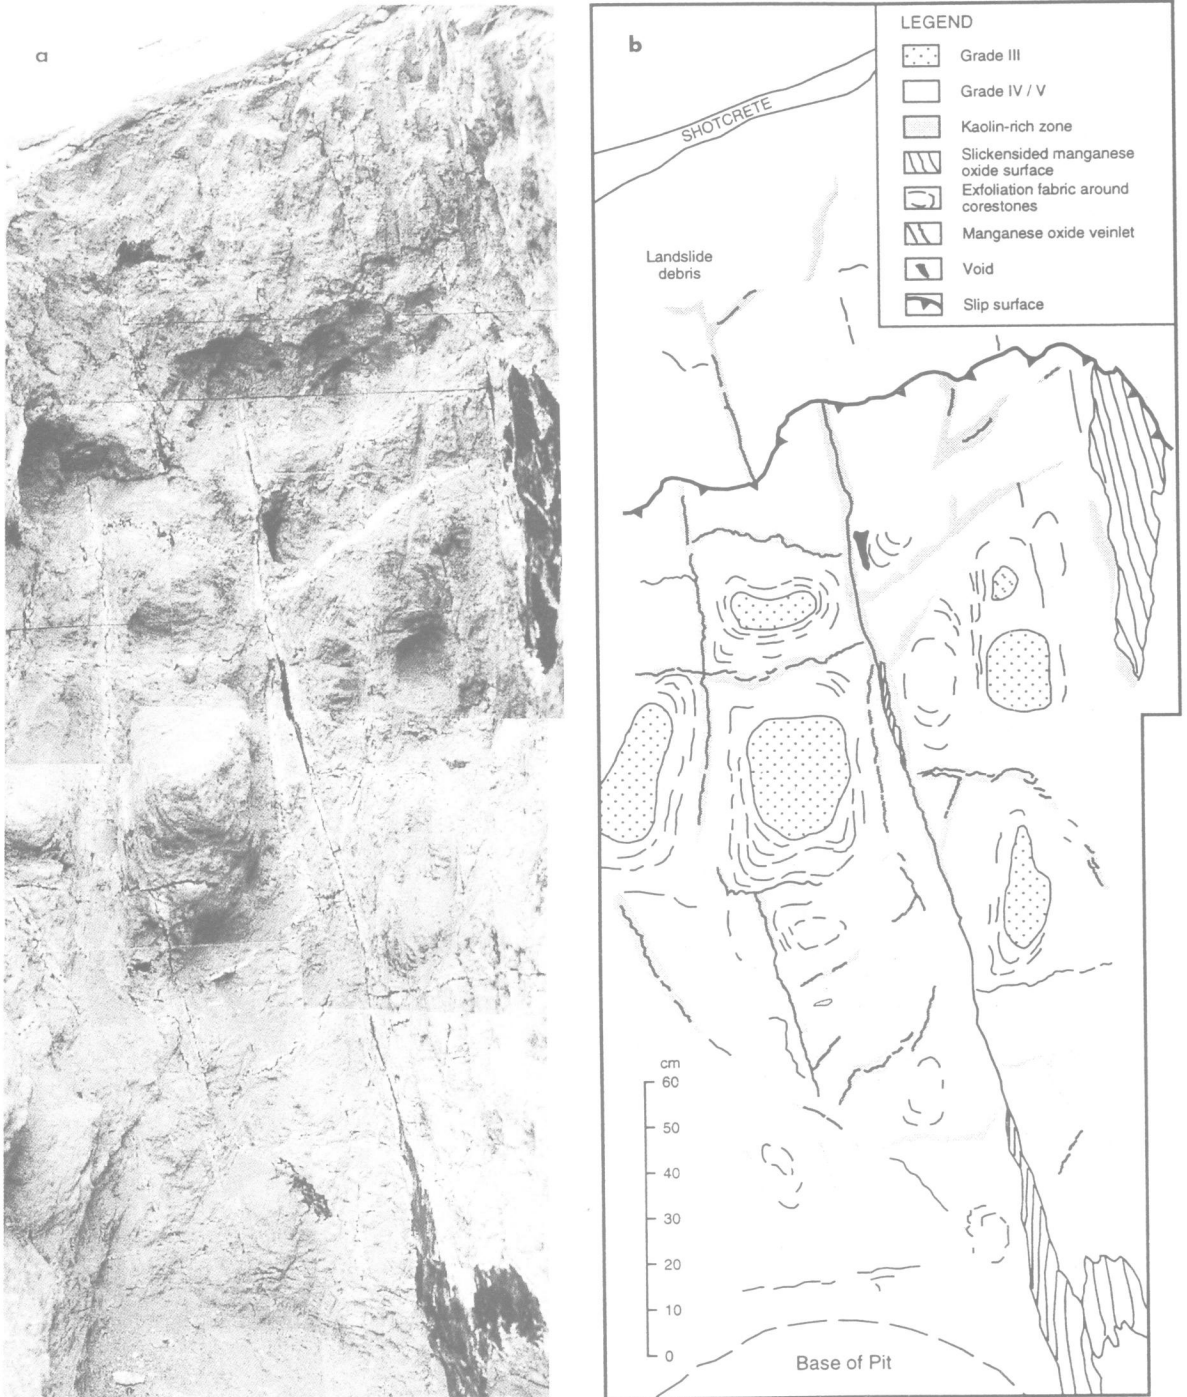 a
b
LEGEND
Grade III
Grade IV / V
Kaolin-rich zone
Slickensided manganese
oxide surface
Exfoliation fabric around
corestones
Manganese oxide veinlet
Void
Slip surface
SHOTCRETE
Landslide
debris
cm
60
50
40
30
20
10
0
Base of Pit